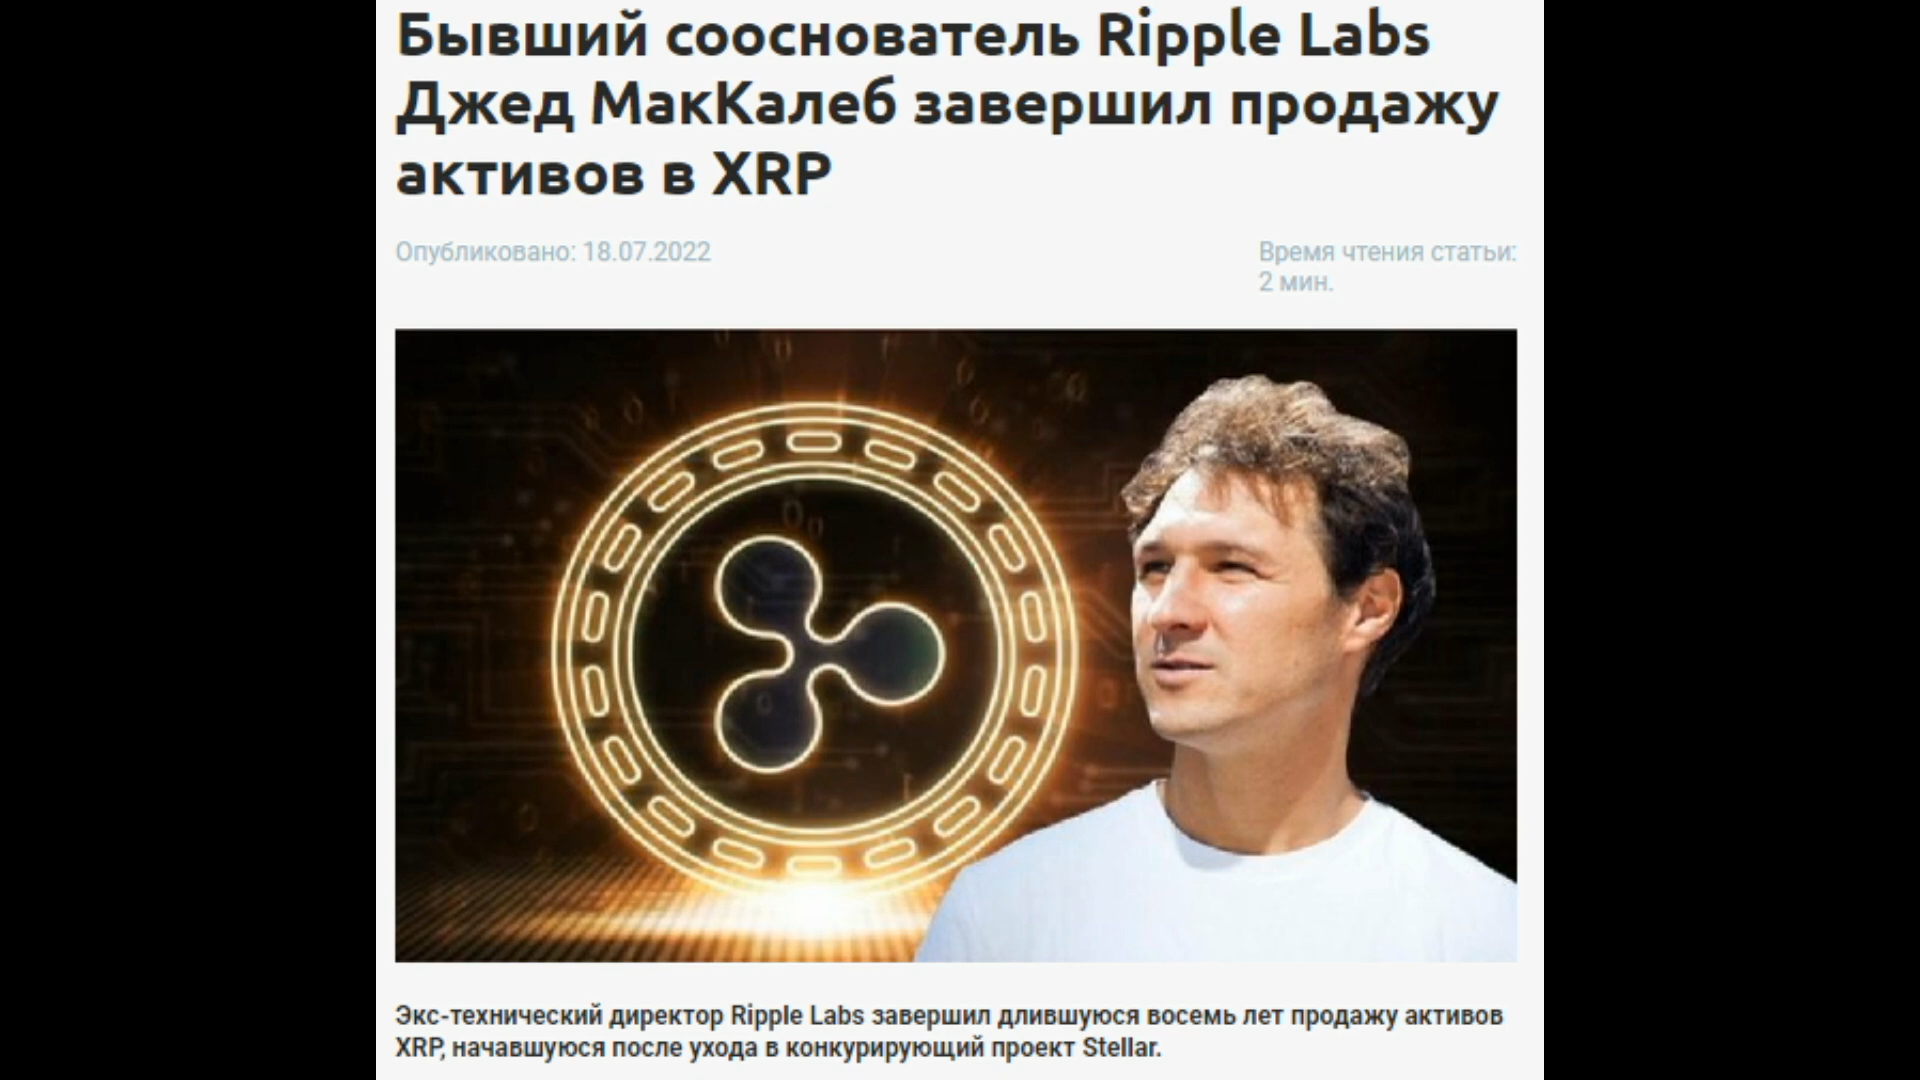 Бывший сооснователь Ripple Labs
Джед МакКалеб завершил продажу
активов в XRP
Опубликовано: 18.07.2022
Время чтения статьи:
2 мин.
Экс-технический директор Ripple Labs завершил длившуюся восемь лет продажу активов
XRP, начавшуюся после ухода в конкурирующий проект Stellar.